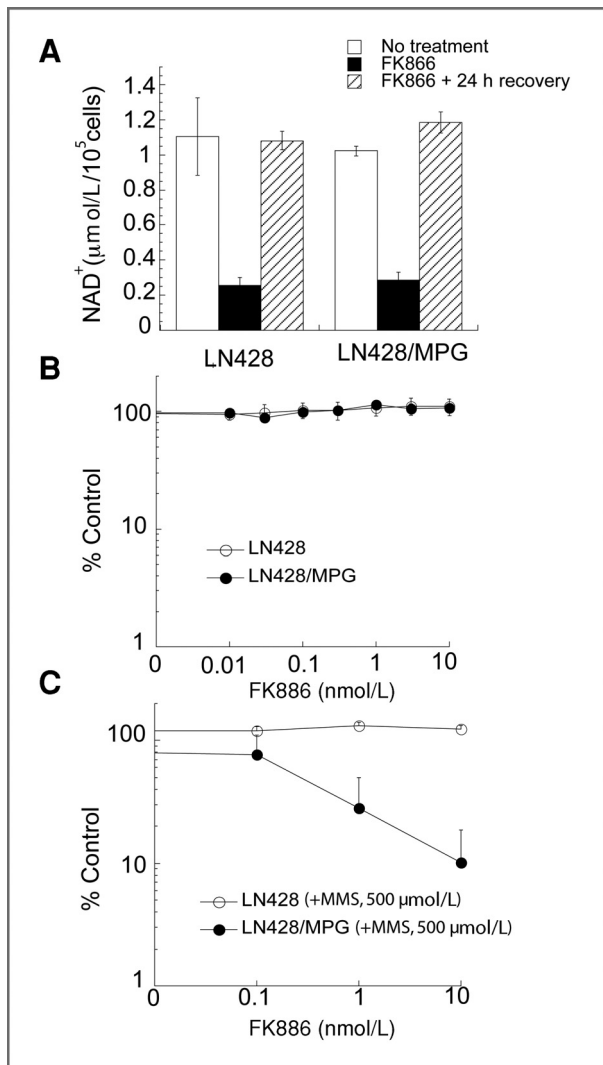 A
No treatment
FK866
FK866 + 24 h recovery
NAD+ (μmol/L/10^5cells)
1.4
1.2
1
0.8
0.6
0.4
0.2
0
LN428
LN428/MPG
B
% Control
100
10
1
LN428
LN428/MPG
0
0.01
0.1
1
10
FK886 (nmol/L)
C
% Control
100
10
1
LN428 (+MMS, 500 µmol/L)
LN428/MPG (+MMS, 500 µmol/L)
0
0.1
1
10
FK886 (nmol/L)